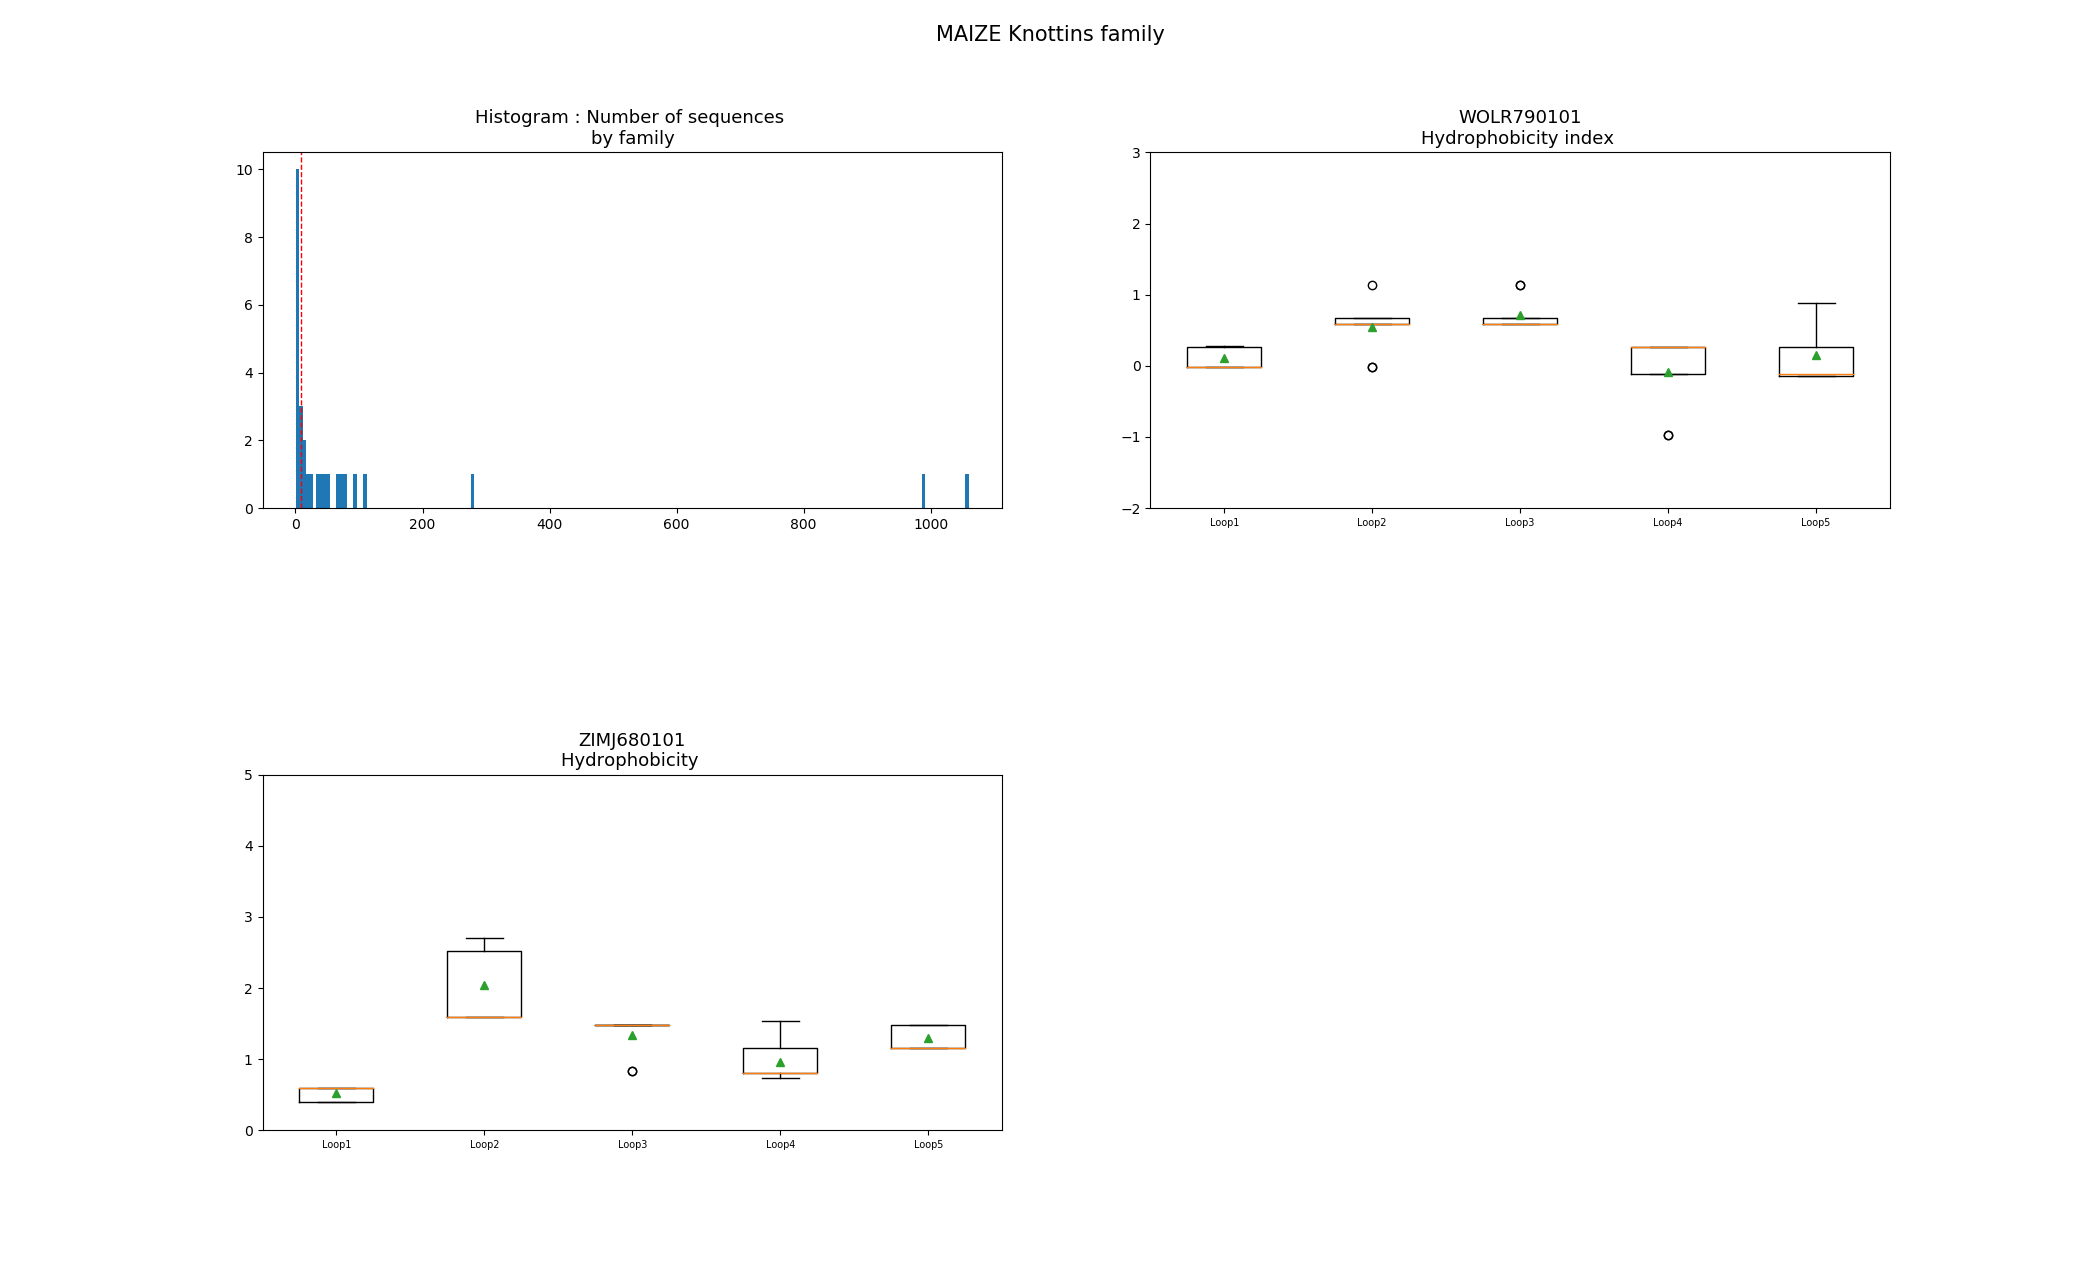 MAIZE Knottins family
Histogram : Number of sequences
by family
10
8
6
4
2
0
0 200 400 600 800 1000
WOLR790101
Hydrophobicity index
3
2
1
0
−1
−2
Loop1 Loop2 Loop3 Loop4 Loop5
ZIMJ680101
Hydrophobicity
5
4
3
2
1
0
Loop1 Loop2 Loop3 Loop4 Loop5